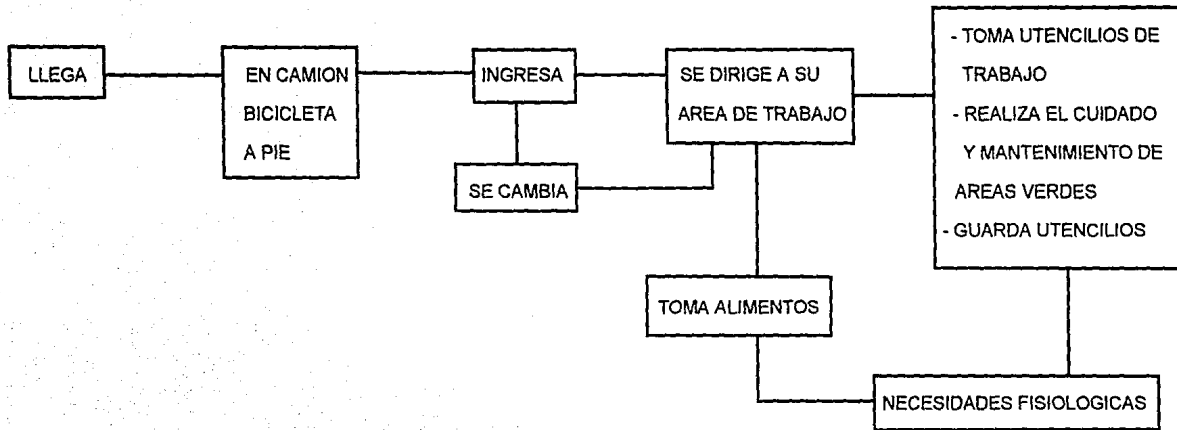 LLEGA
EN CAMION
BICICLETA
A PIE
INGRESA
SE CAMBIA
SE DIRIGE A SU
AREA DE TRABAJO
- TOMA UTENCILIOS DE
TRABAJO
- REALIZA EL CUIDADO
Y MANTENIMIENTO DE
AREAS VERDES
- GUARDA UTENCILIOS
TOMA ALIMENTOS
NECESIDADES FISIOLOGICAS